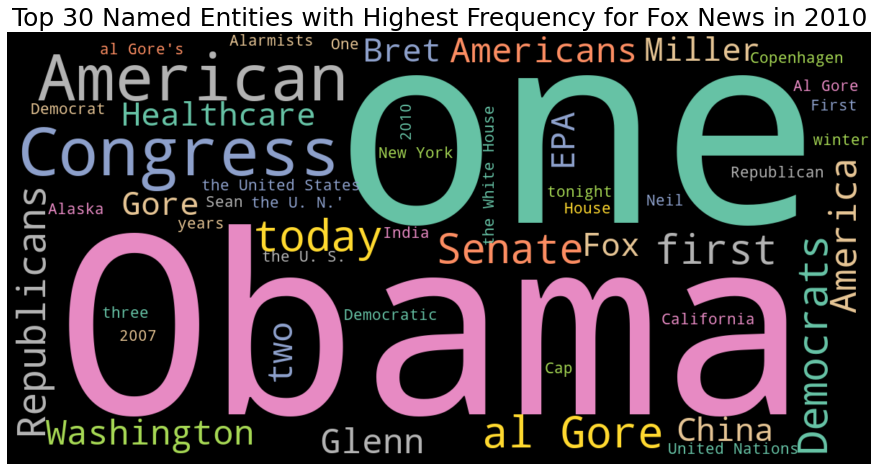 Top 30 Named Entities with Highest Frequency for Fox News in 2010
al Gore's
Alarmists
One
Bret
Americans
Miller
Copenhagen
American
one
Al Gore
Democrat
Healthcare
2010
the White House
EPA
First
Congress
New York
winter
Republican
the United States
tonight
Neil
America
Republicans
Alaska
Gore
Sean
the U. N.'
House
years
today
India
Senate
Fox
first
Democrats
the U. S.
Obama
three
2007
two
Democratic
California
Cap
Washington
Glenn
al Gore
China
United Nations